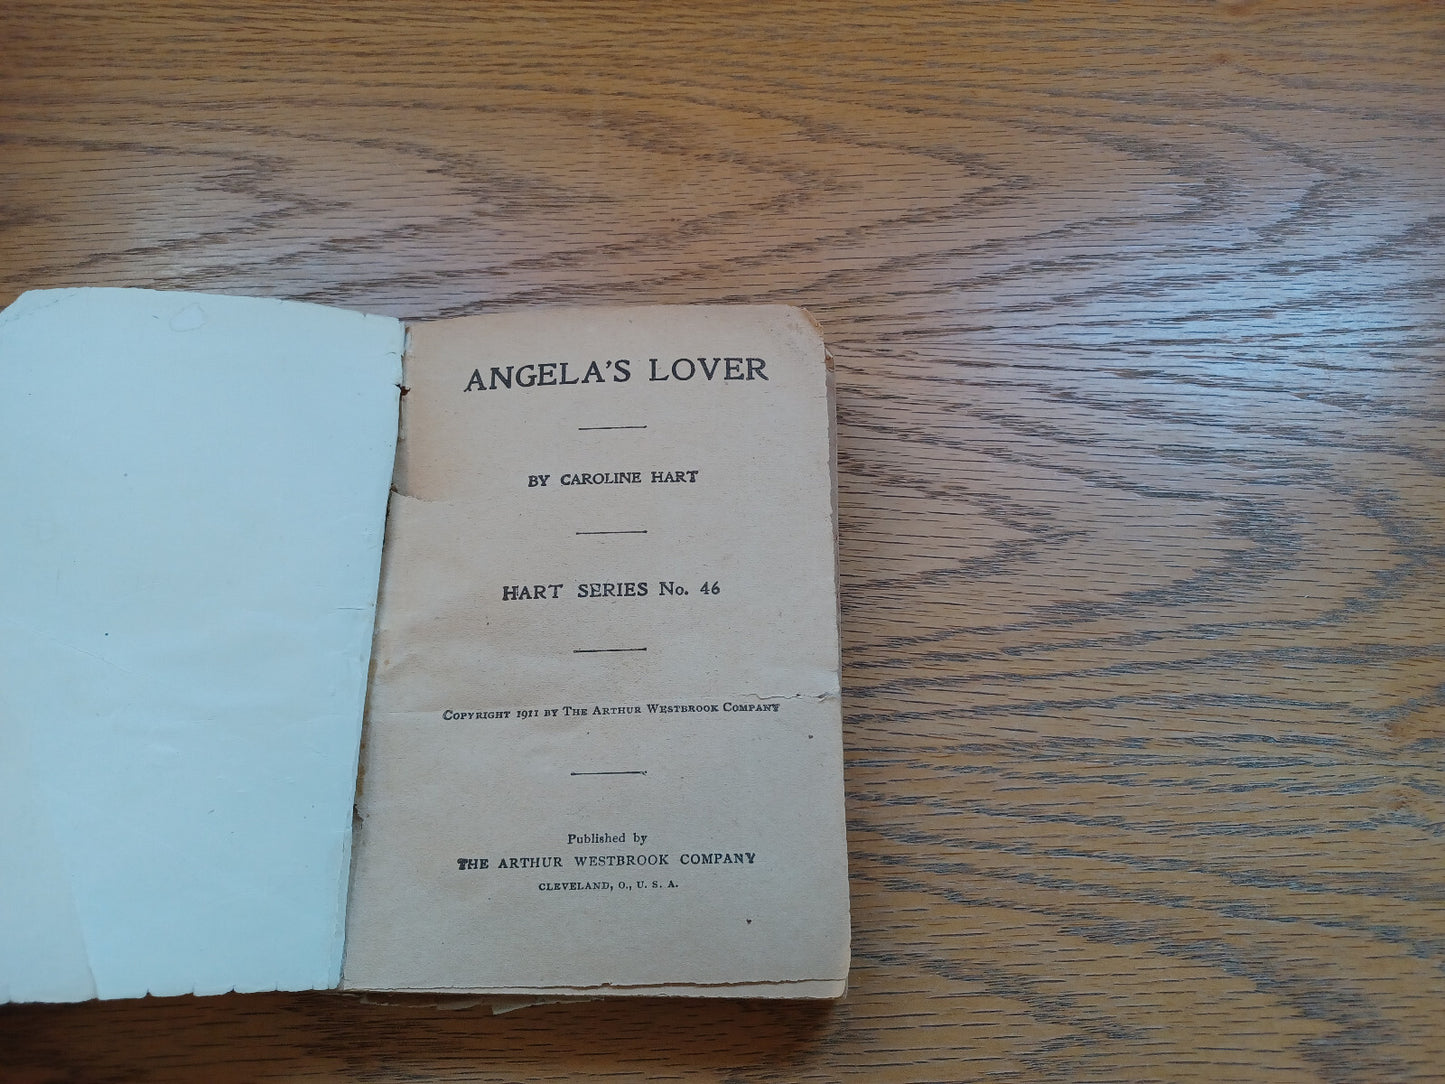 ANGELA'S LOVER
BY CAROLINE HART
HART SERIES No. 46
COPYRIGHT 1911 BY THE ARTHUR WESTBROOK COMPANY
Published by
THE ARTHUR WESTBROOK COMPANY
CLEVELAND, O., U. S. A.